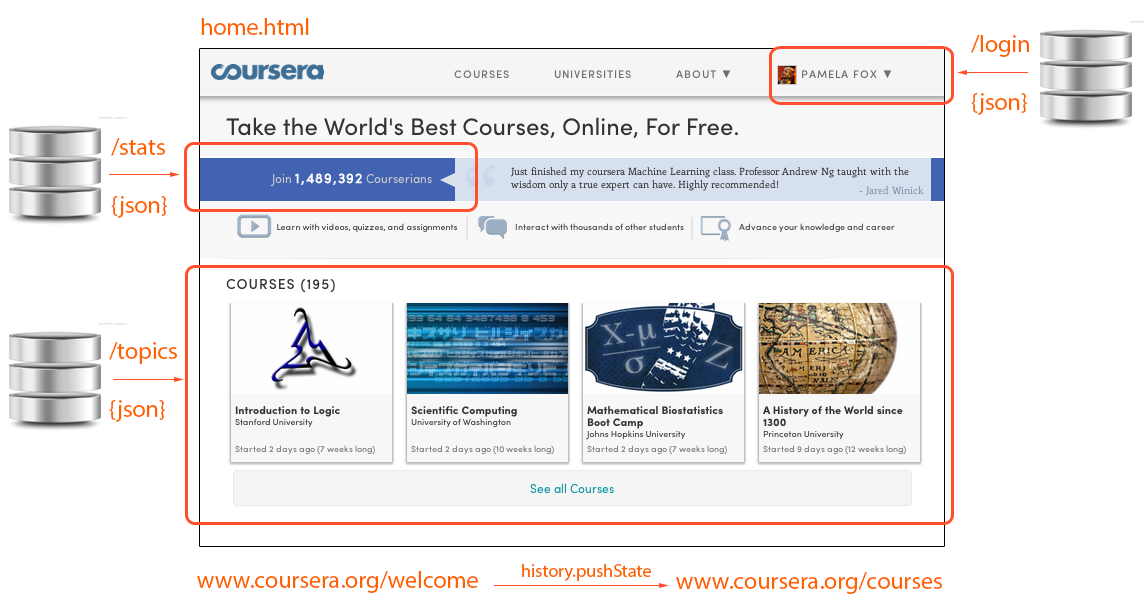 home.html
/login
{json}
coursera
COURSES
UNIVERSITIES
ABOUT ▼
PAMELA FOX ▼
Take the World's Best Courses, Online, For Free.
/stats
{json}
Join 1,489,392 Courserians
Just finished my coursera Machine Learning class. Professor Andrew Ng taught with the
wisdom only a true expert can have. Highly recommended!
- Jared Winick
Learn with videos, quizzes, and assignments
Interact with thousands of other students
Advance your knowledge and career
/topics
{json}
COURSES (195)
X-μ
σ
Z
AMERICA
Introduction to Logic
Stanford University
Started 2 days ago (7 weeks long)
Scientific Computing
University of Washington
Started 2 days ago (10 weeks long)
Mathematical Biostatistics
Boot Camp
Johns Hopkins University
Started 2 days ago (7 weeks long)
A History of the World since
1300
Princeton University
Started 9 days ago (12 weeks long)
See all Courses
www.coursera.org/welcome
history.pushState
www.coursera.org/courses